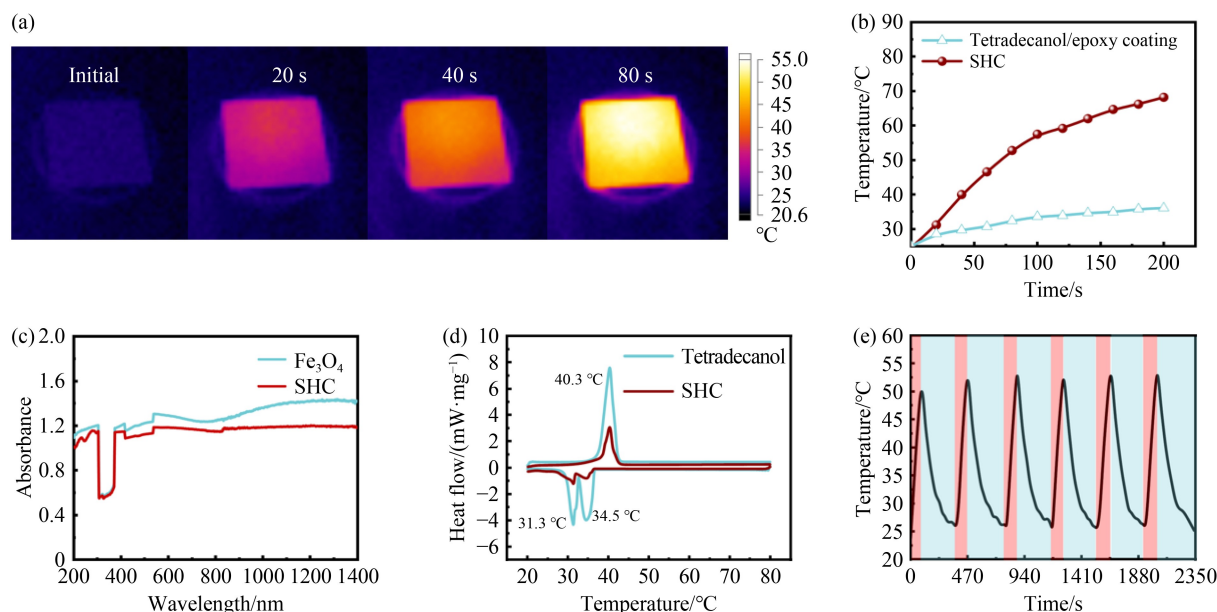 (a)
Initial
20 s
40 s
80 s
55.0
50
45
40
35
30
25
20.6
℃
(b)
Tetradecanol/epoxy coating
SHC
Temperature/℃
90
80
70
60
50
40
30
0
50
100
150
200
Time/s
(c)
Fe₃O₄
SHC
Absorbance
2.0
1.6
1.2
0.8
0.4
0
200
400
600
800
1000
1200
1400
Wavelength/nm
(d)
Tetradecanol
SHC
40.3 ℃
31.3 ℃
34.5 ℃
Heat flow/(mW·mg⁻¹)
10
8
6
4
2
0
−2
−4
−6
20
30
40
50
60
70
80
Temperature/℃
(e)
Temperature/℃
60
55
50
45
40
35
30
25
20
0
470
940
1410
1880
2350
Time/s